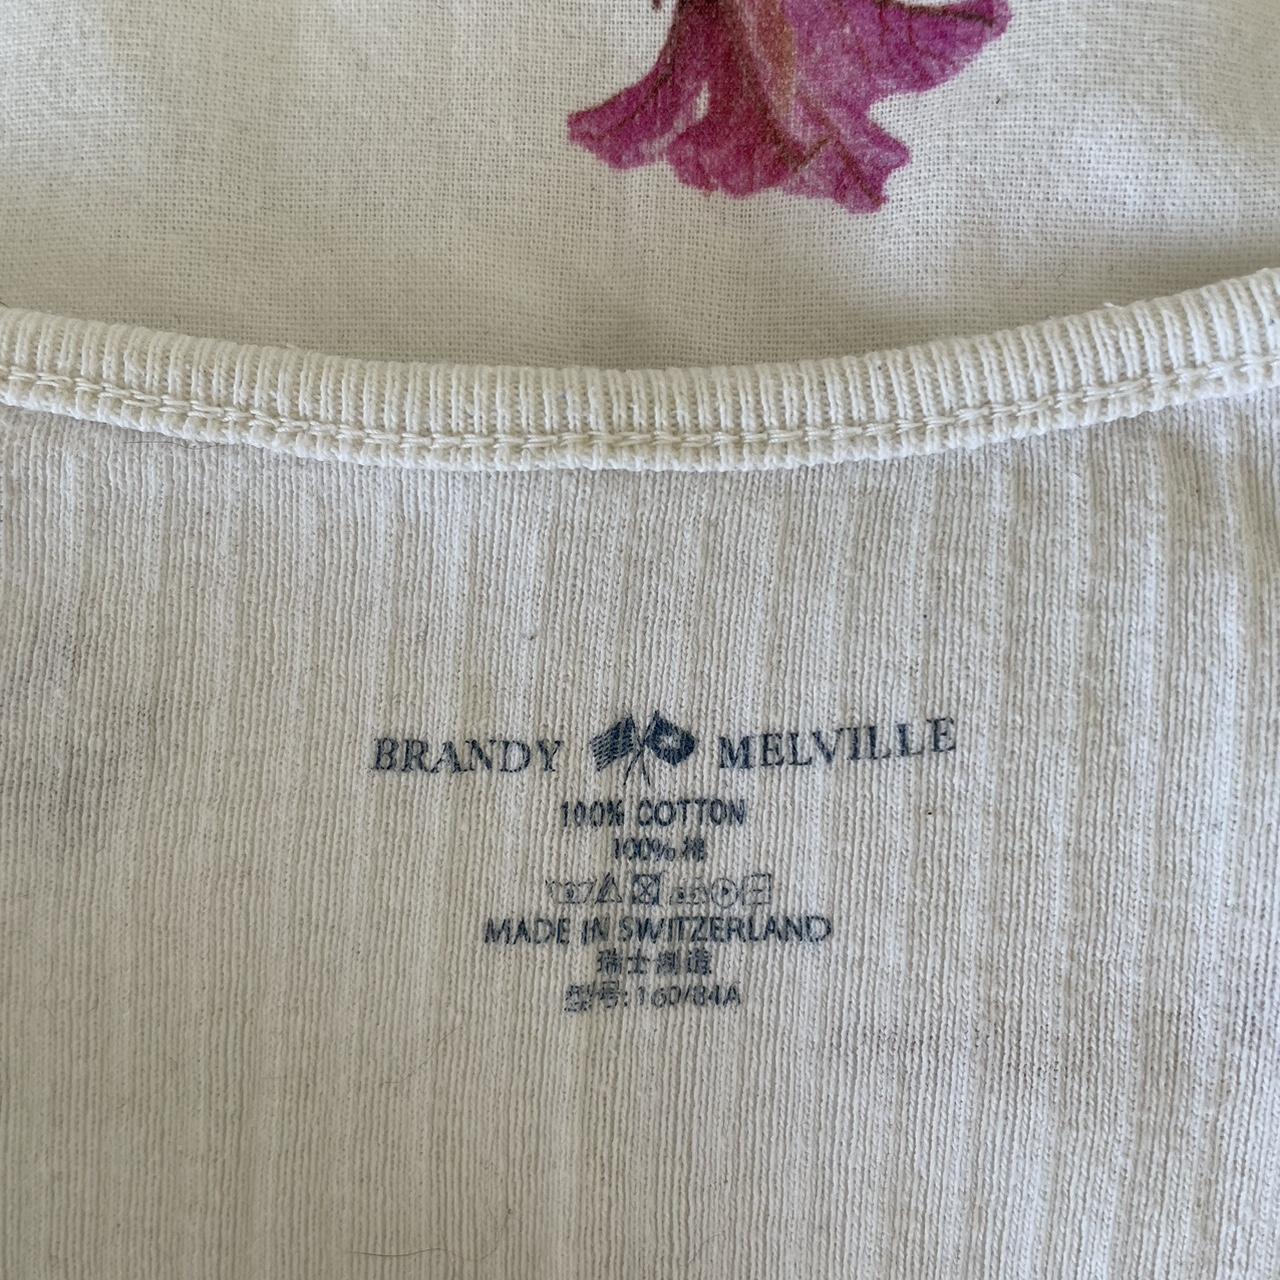 BRANDY MELVILLE
100% COTTON
100%棉
MADE IN SWITZERLAND
瑞士制造
型号:160/84A